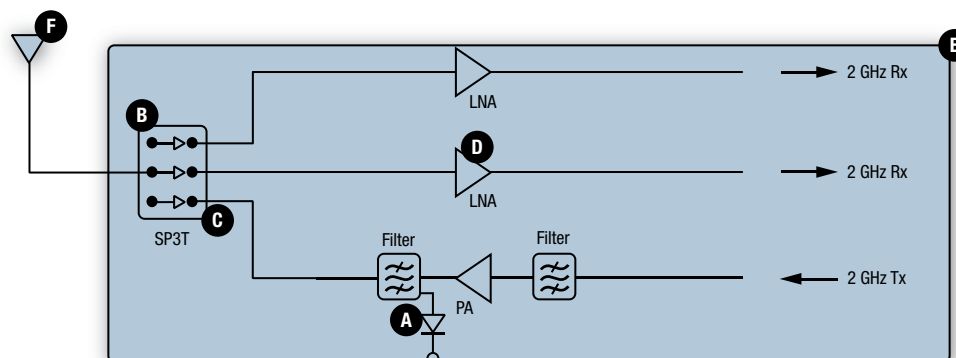 F
E
2 GHz Rx
LNA
B
D
2 GHz Rx
LNA
C
SP3T
Filter
Filter
2 GHz Tx
PA
A